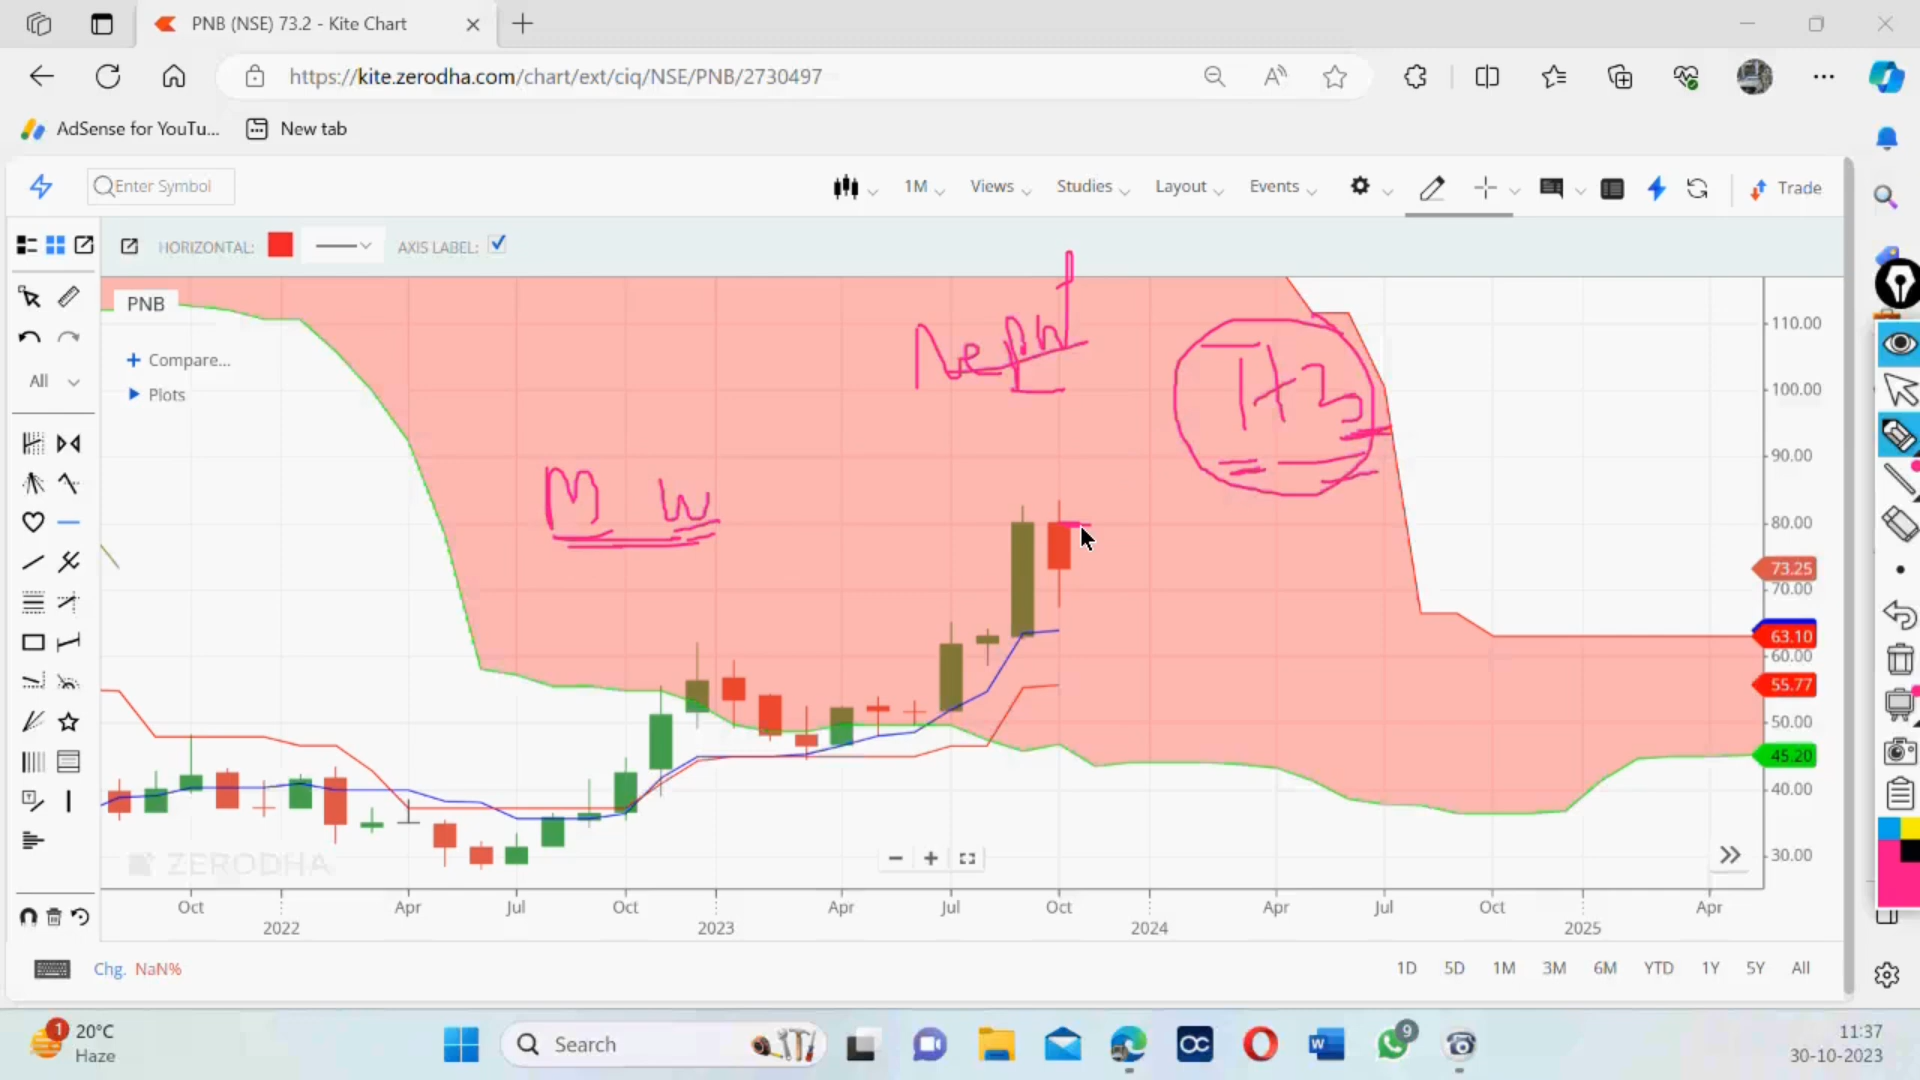 PNB (NSE) 73.2 - Kite Chart
https://kite.zerodha.com/chart/ext/ciq/NSE/PNB/2730497
AdSense for YouTu...
New tab
Enter Symbol
1M
Views
Studies
Layout
Events
Trade
HORIZONTAL:
AXIS LABEL:
PNB
Compare...
Plots
All
T+3
M W
110.00
100.00
90.00
80.00
73.25
70.00
63.10
60.00
55.77
50.00
45.20
40.00
30.00
ZERODHA
Oct
Apr
Jul
Oct
Apr
Jul
Oct
Apr
Jul
Oct
Apr
2022
2023
2024
2025
Chg. NaN%
1D 5D 1M 3M 6M YTD 1Y 5Y All
1
20°C
Haze
Search
9
11:37
30-10-2023